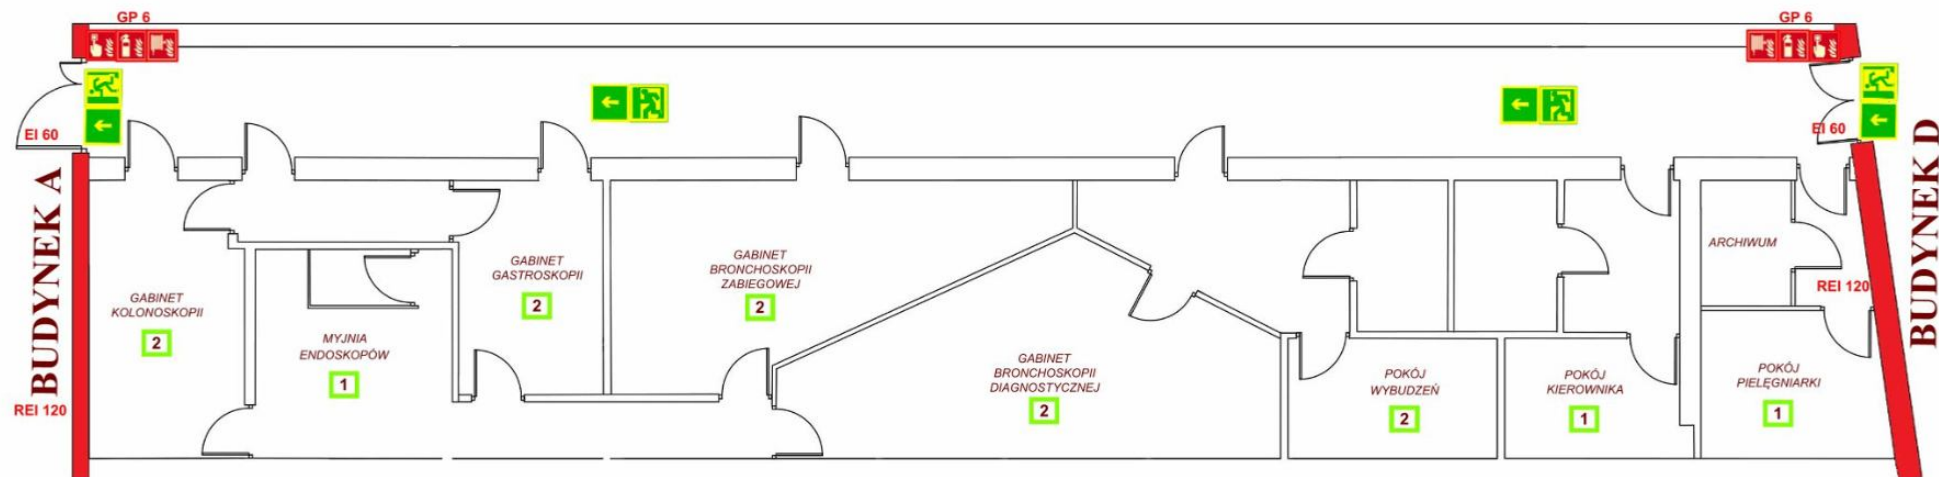 GP 6
GP 6
EI 60
EI 60
BUDYNEK A
BUDYNEK D
REI 120
REI 120
GABINET
KOLONOSKOPII
2
MYJNIA
ENDOSKOPÓW
1
GABINET
GASTROSKOPII
2
GABINET
BRONCHOSKOPII
ZABIEGOWEJ
2
GABINET
BRONCHOSKOPII
DIAGNOSTYCZNEJ
2
POKÓJ
WYBUDZEŃ
2
POKÓJ
KIEROWNIKA
1
ARCHIWUM
POKÓJ
PIELĘGNIARKI
1